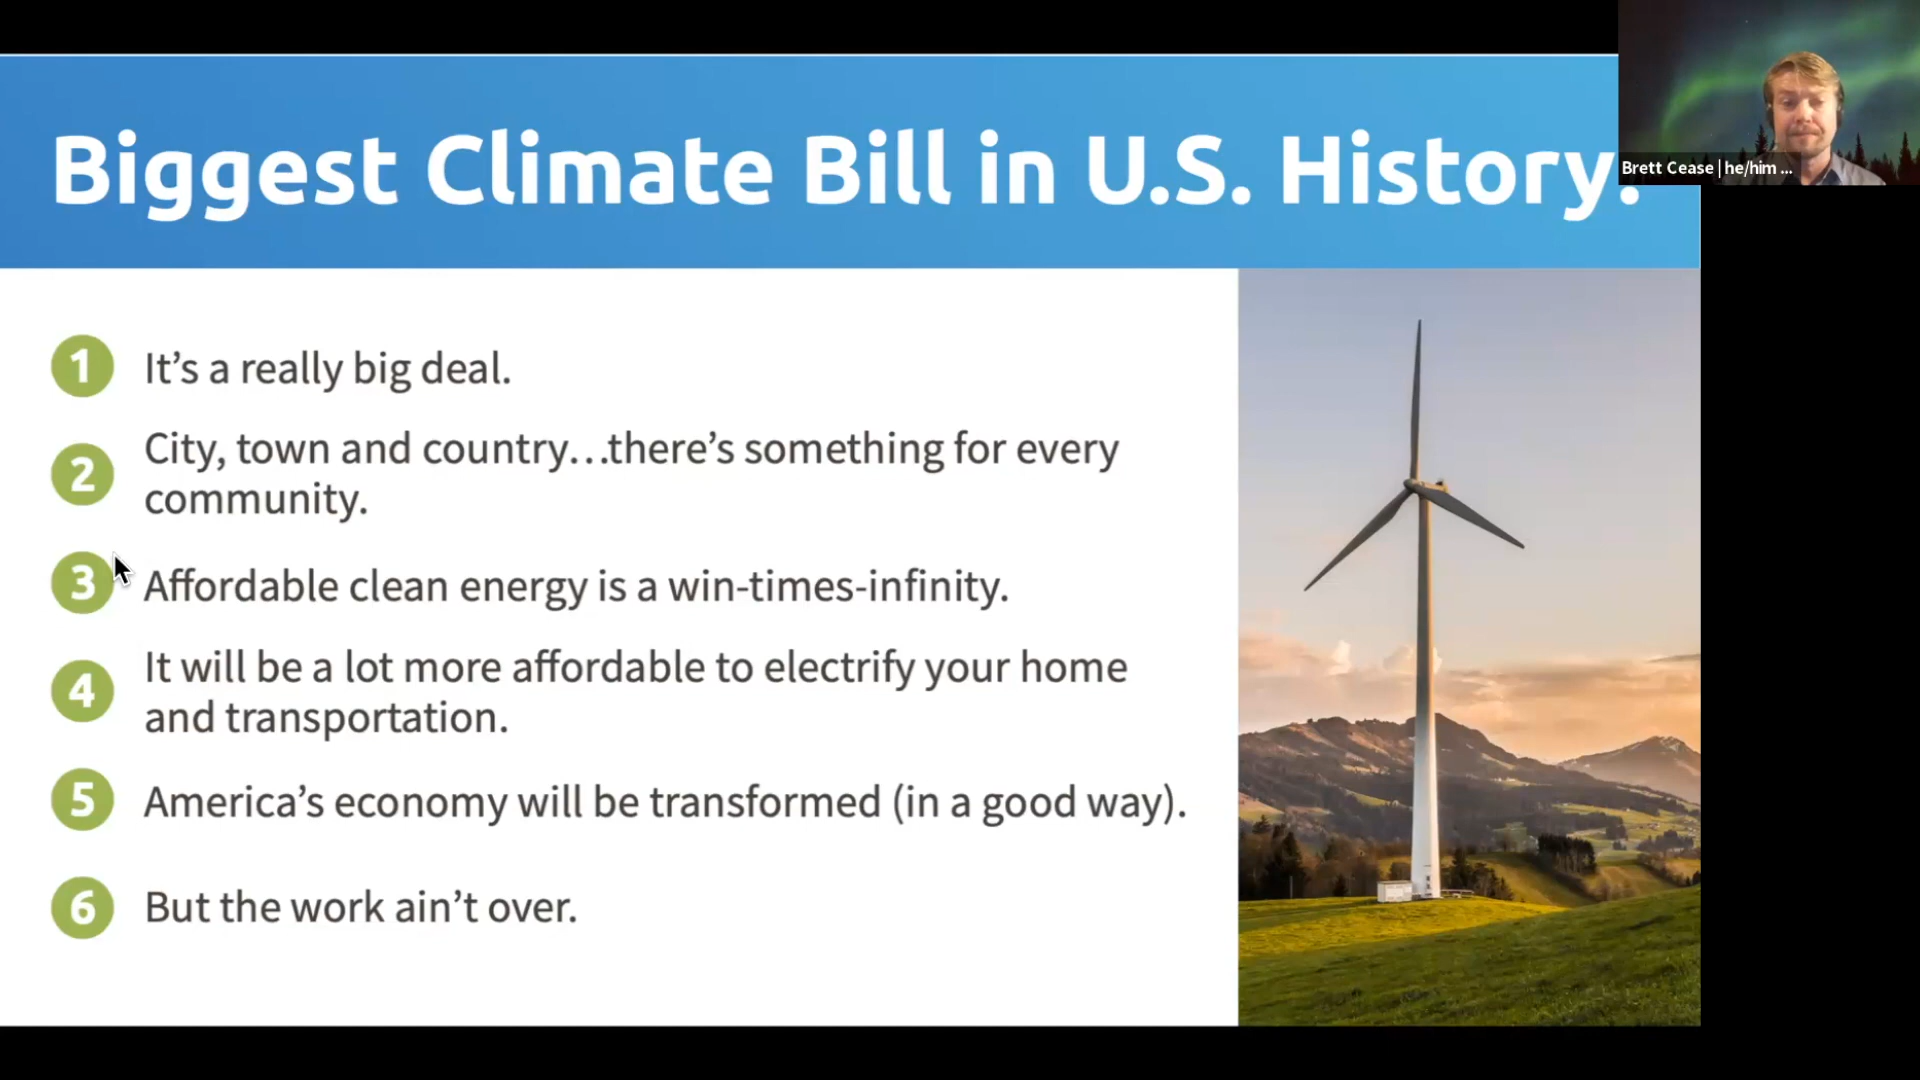 Biggest Climate Bill in U.S. History!
Brett Cease | he/him ...
1 It’s a really big deal.
2 City, town and country…there’s something for every
community.
3 Affordable clean energy is a win-times-infinity.
4 It will be a lot more affordable to electrify your home
and transportation.
5 America’s economy will be transformed (in a good way).
6 But the work ain’t over.